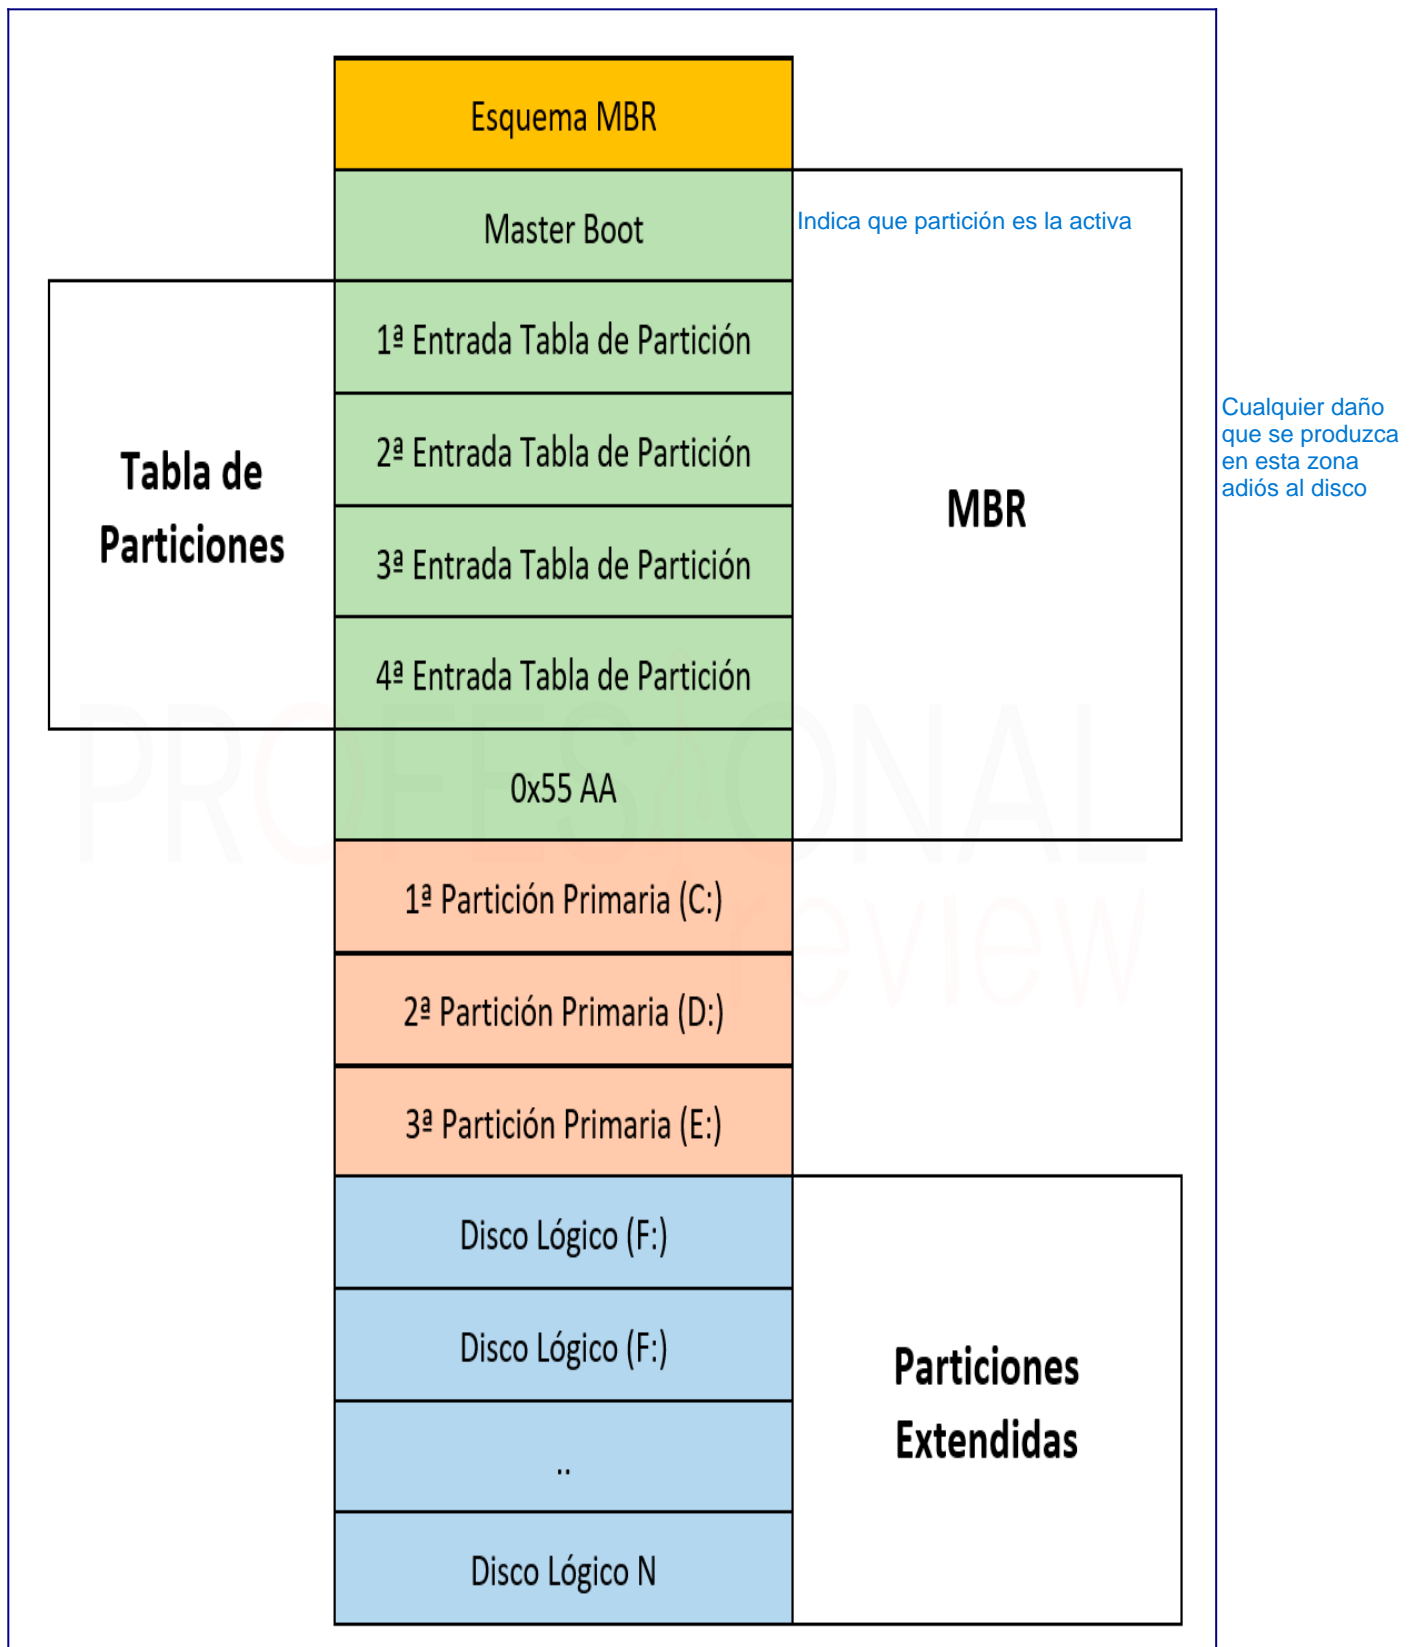 Esquema MBR
Master Boot
Indica que partición es la activa
1ª Entrada Tabla de Partición
2ª Entrada Tabla de Partición
3ª Entrada Tabla de Partición
4ª Entrada Tabla de Partición
Tabla de
Particiones
MBR
Cualquier daño
que se produzca
en esta zona
adiós al disco
0x55 AA
PROFESIONAL
review
1ª Partición Primaria (C:)
2ª Partición Primaria (D:)
3ª Partición Primaria (E:)
Disco Lógico (F:)
Disco Lógico (F:)
..
Disco Lógico N
Particiones
Extendidas